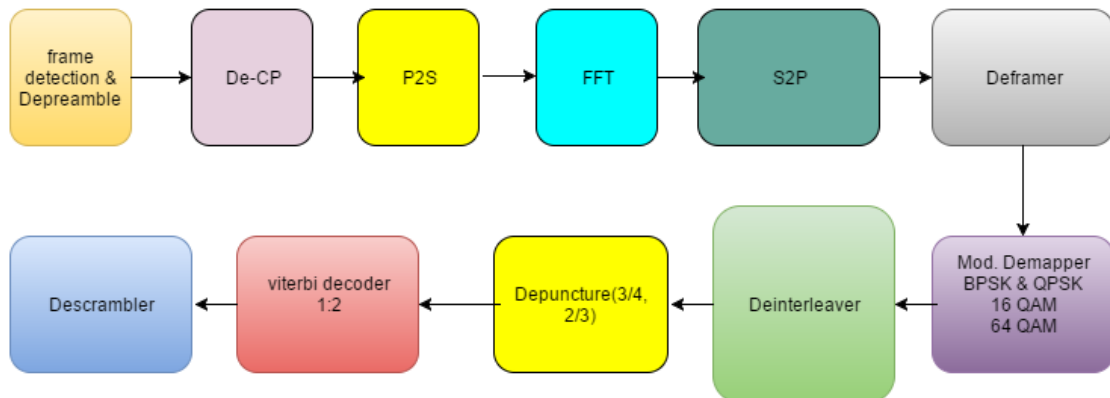 frame
detection &
Depreamble
De-CP
P2S
FFT
S2P
Deframer
Mod. Demapper
BPSK & QPSK
16 QAM
64 QAM
Deinterleaver
Depuncture(3/4,
2/3)
viterbi decoder
1:2
Descrambler